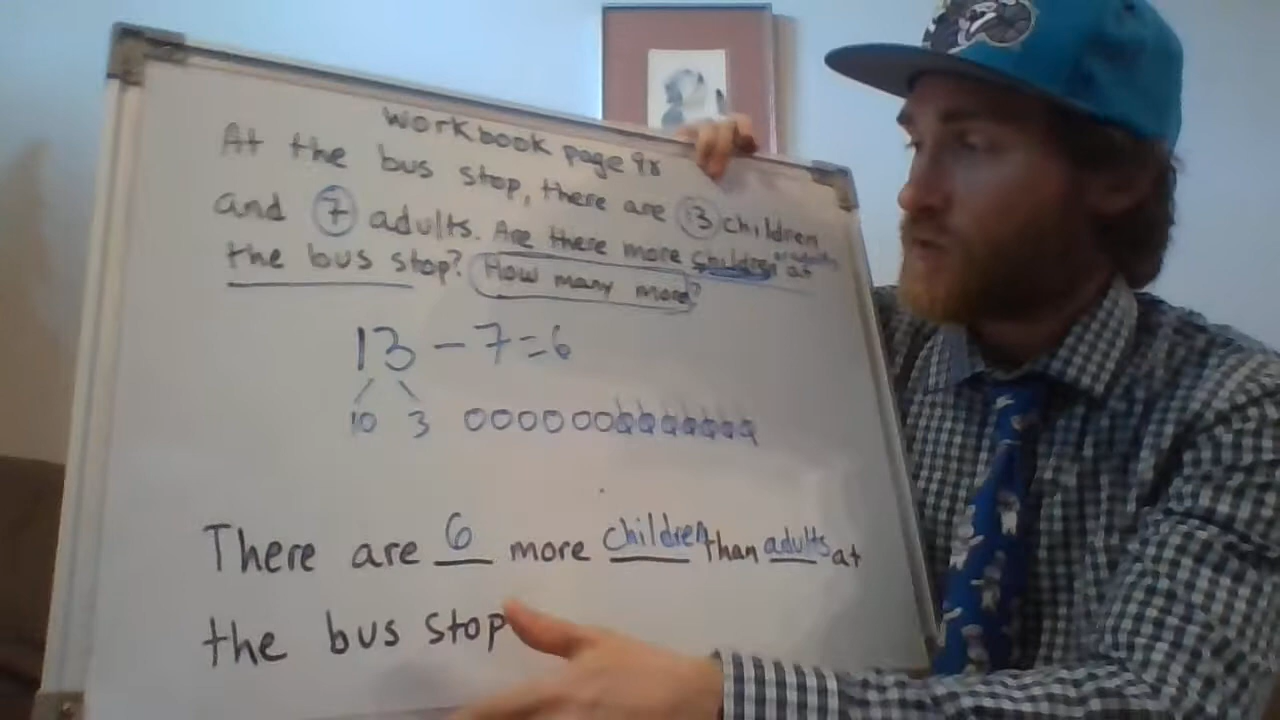 Workbook page 98
At the bus stop, there are 13 children
and 7 adults. Are there more children or adults at
the bus stop? How many more?
13 - 7 = 6
10 3
There are 6 more children than adults at
the bus stop